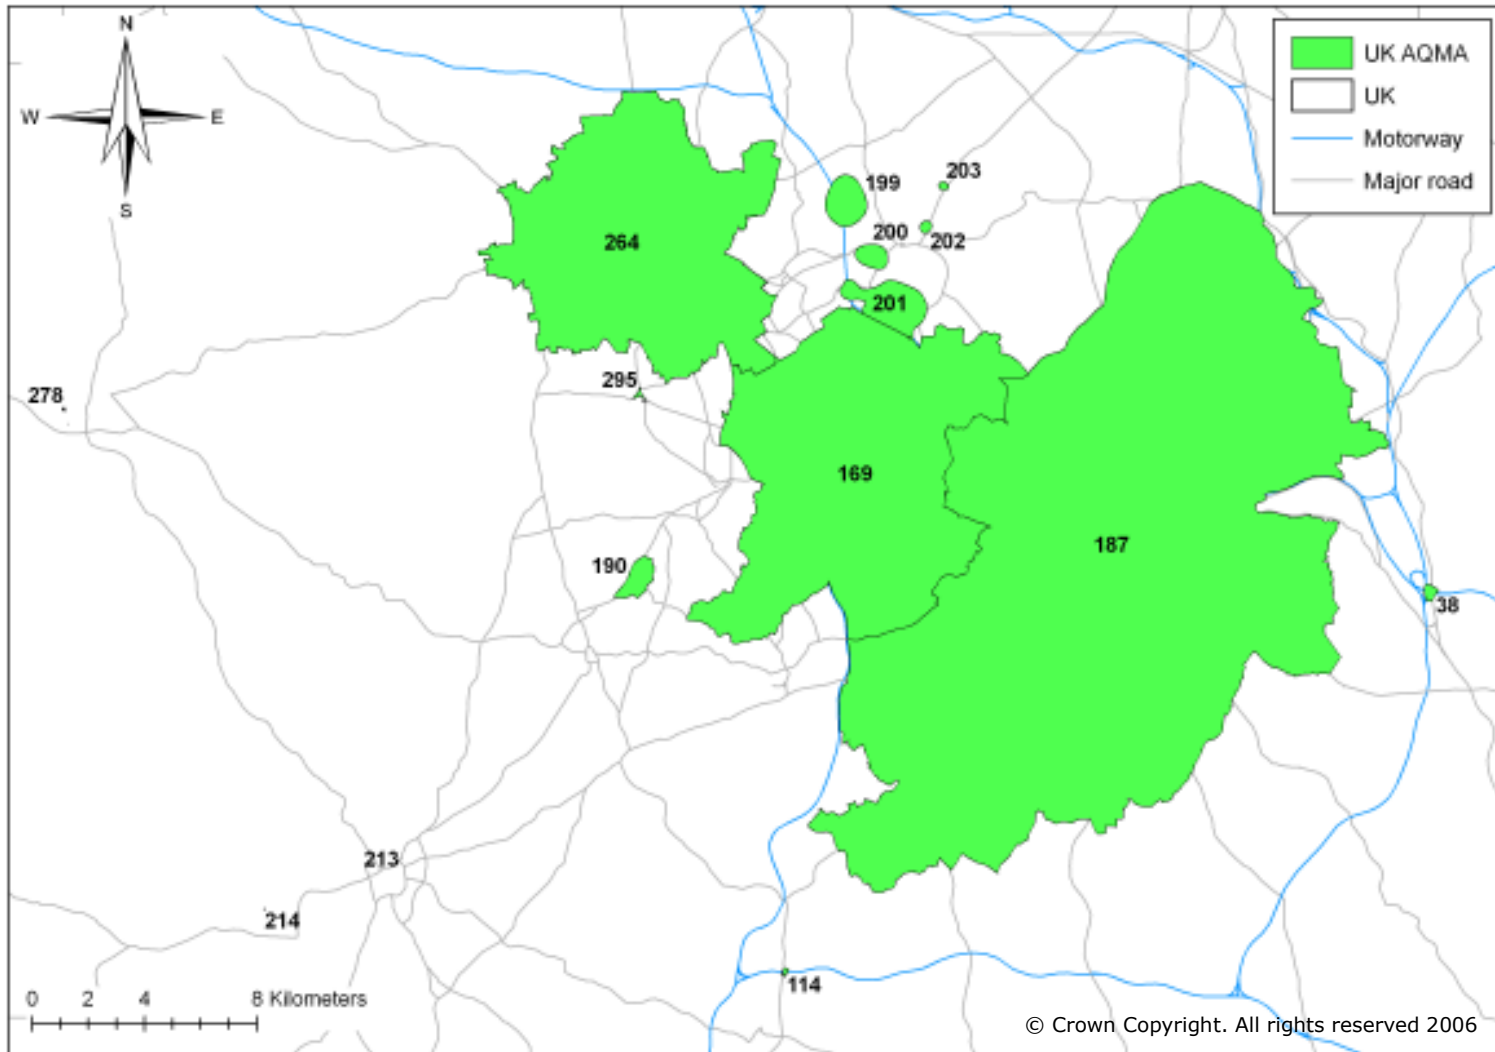 N
W E
S
UK AQMA
UK
Motorway
Major road
203
199
200
202
264
201
295
278
169
187
190
38
213
214
114
0 2 4 8 Kilometers
© Crown Copyright. All rights reserved 2006